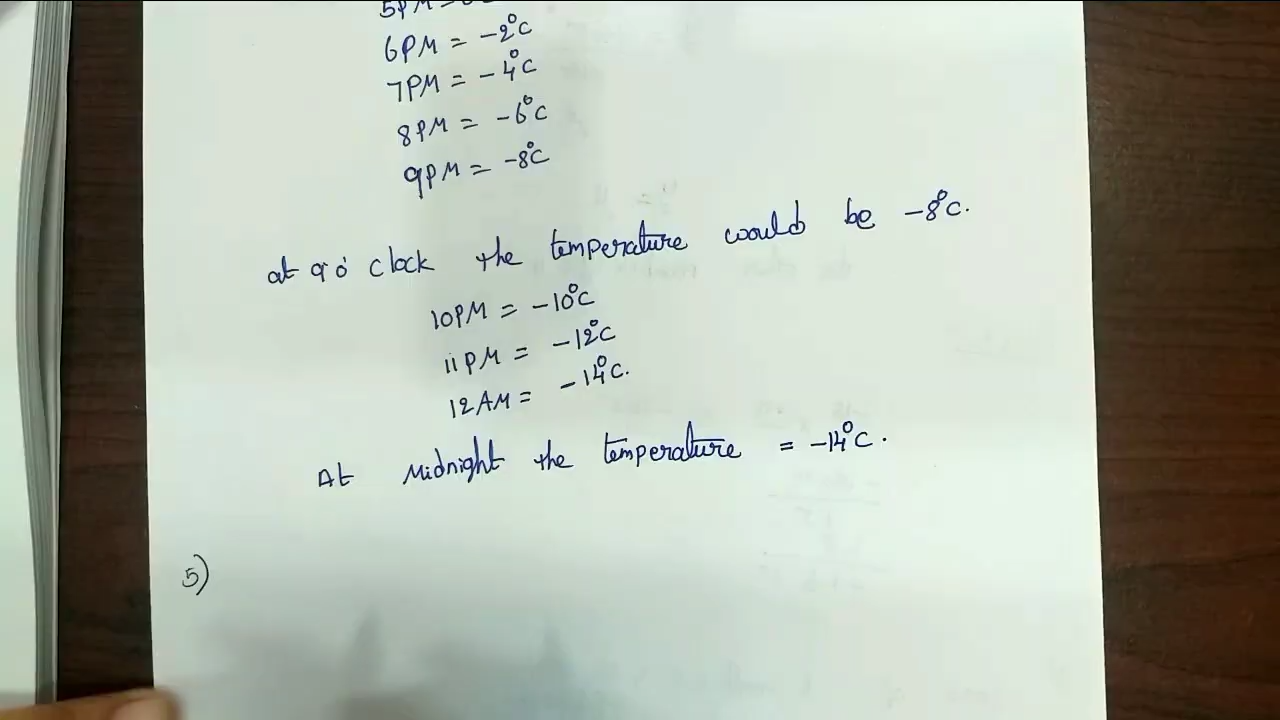 5PM =
6PM = -2°C
7PM = -4°C
8PM = -6°C
9PM = -8°C
at 9 o' clock the temperature would be -8°C.
10PM = -10°C
11PM = -12°C
12AM = -14°C.
At Midnight the temperature = -14°C.
5)